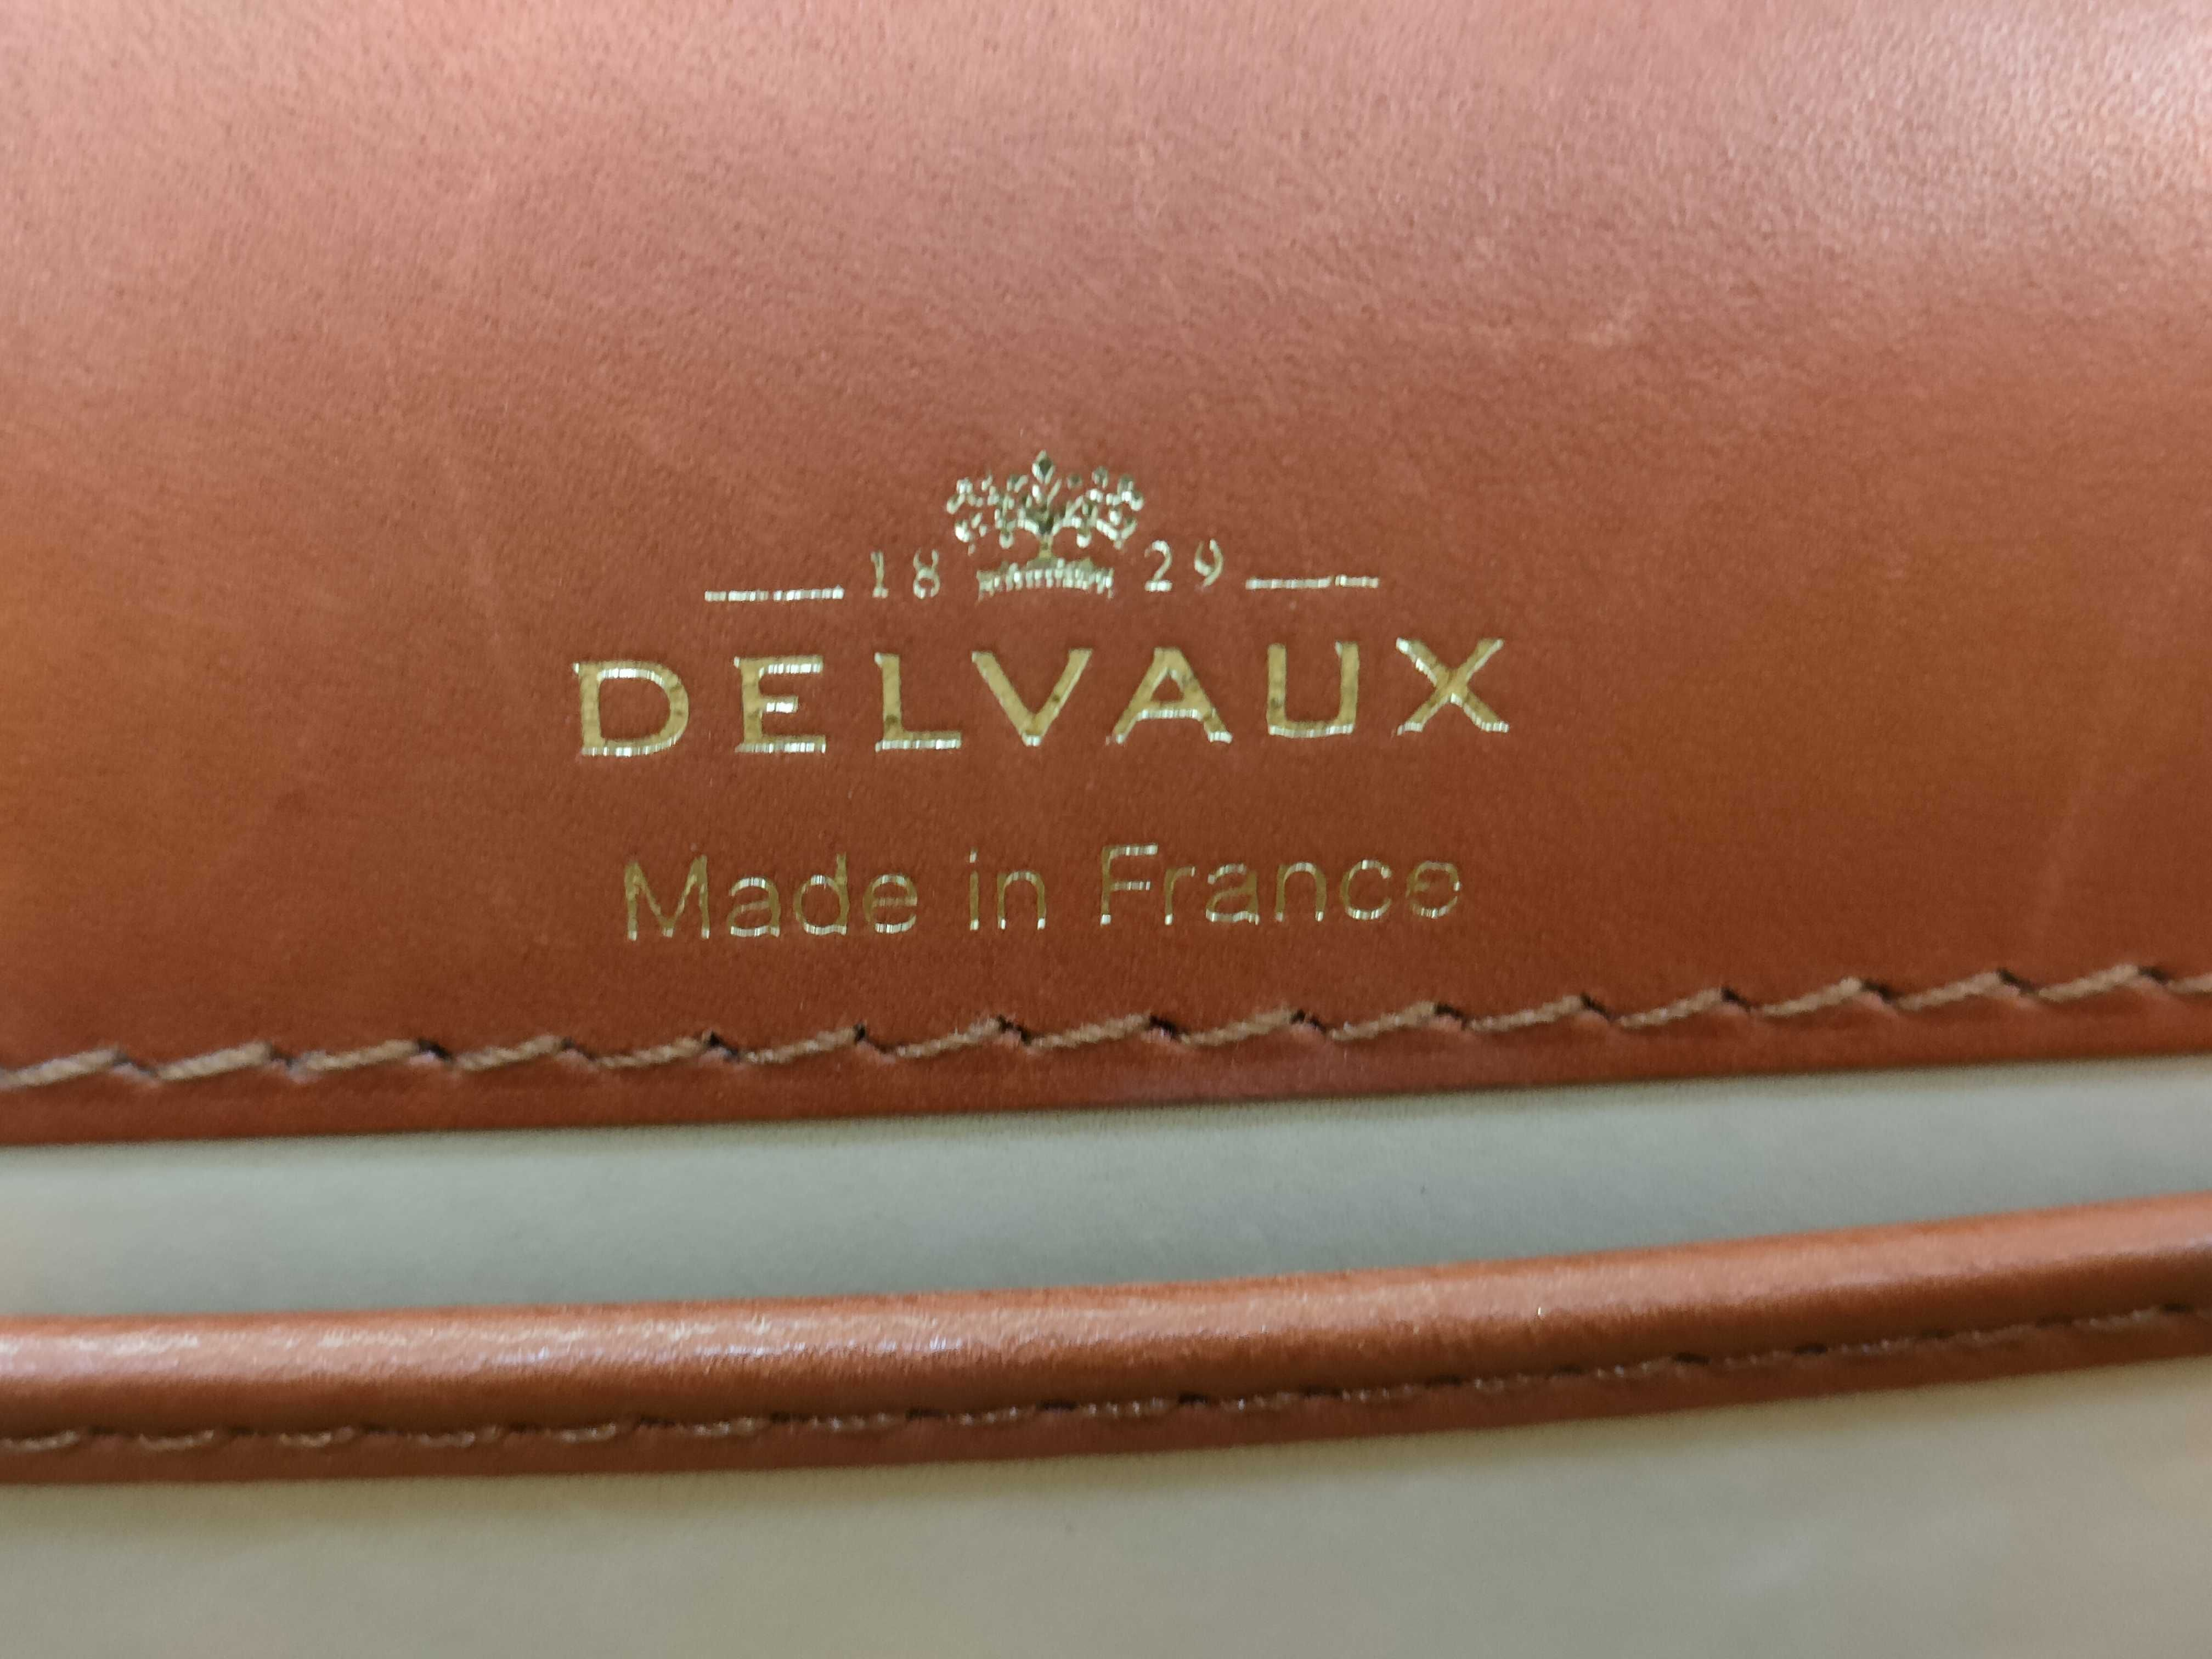 1829
DELVAUX
Made in France